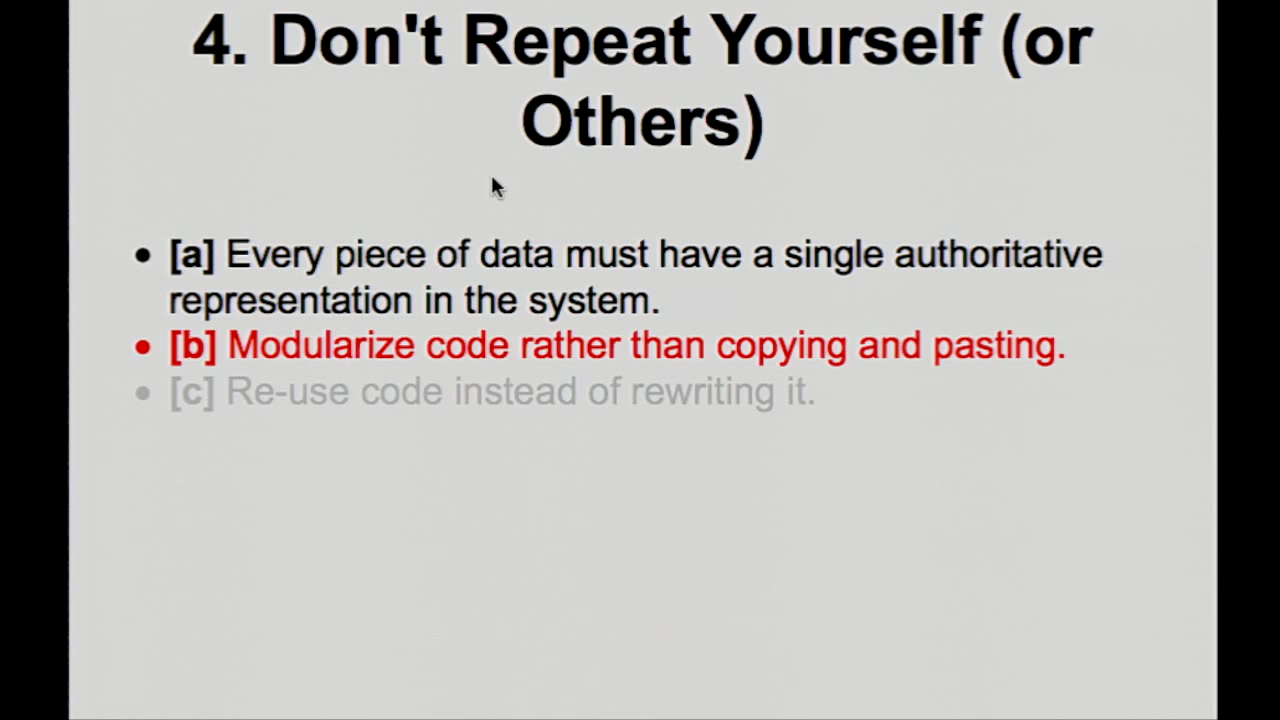 4. Don't Repeat Yourself (or
Others)
• [a] Every piece of data must have a single authoritative
representation in the system.
• [b] Modularize code rather than copying and pasting.
• [c] Re-use code instead of rewriting it.